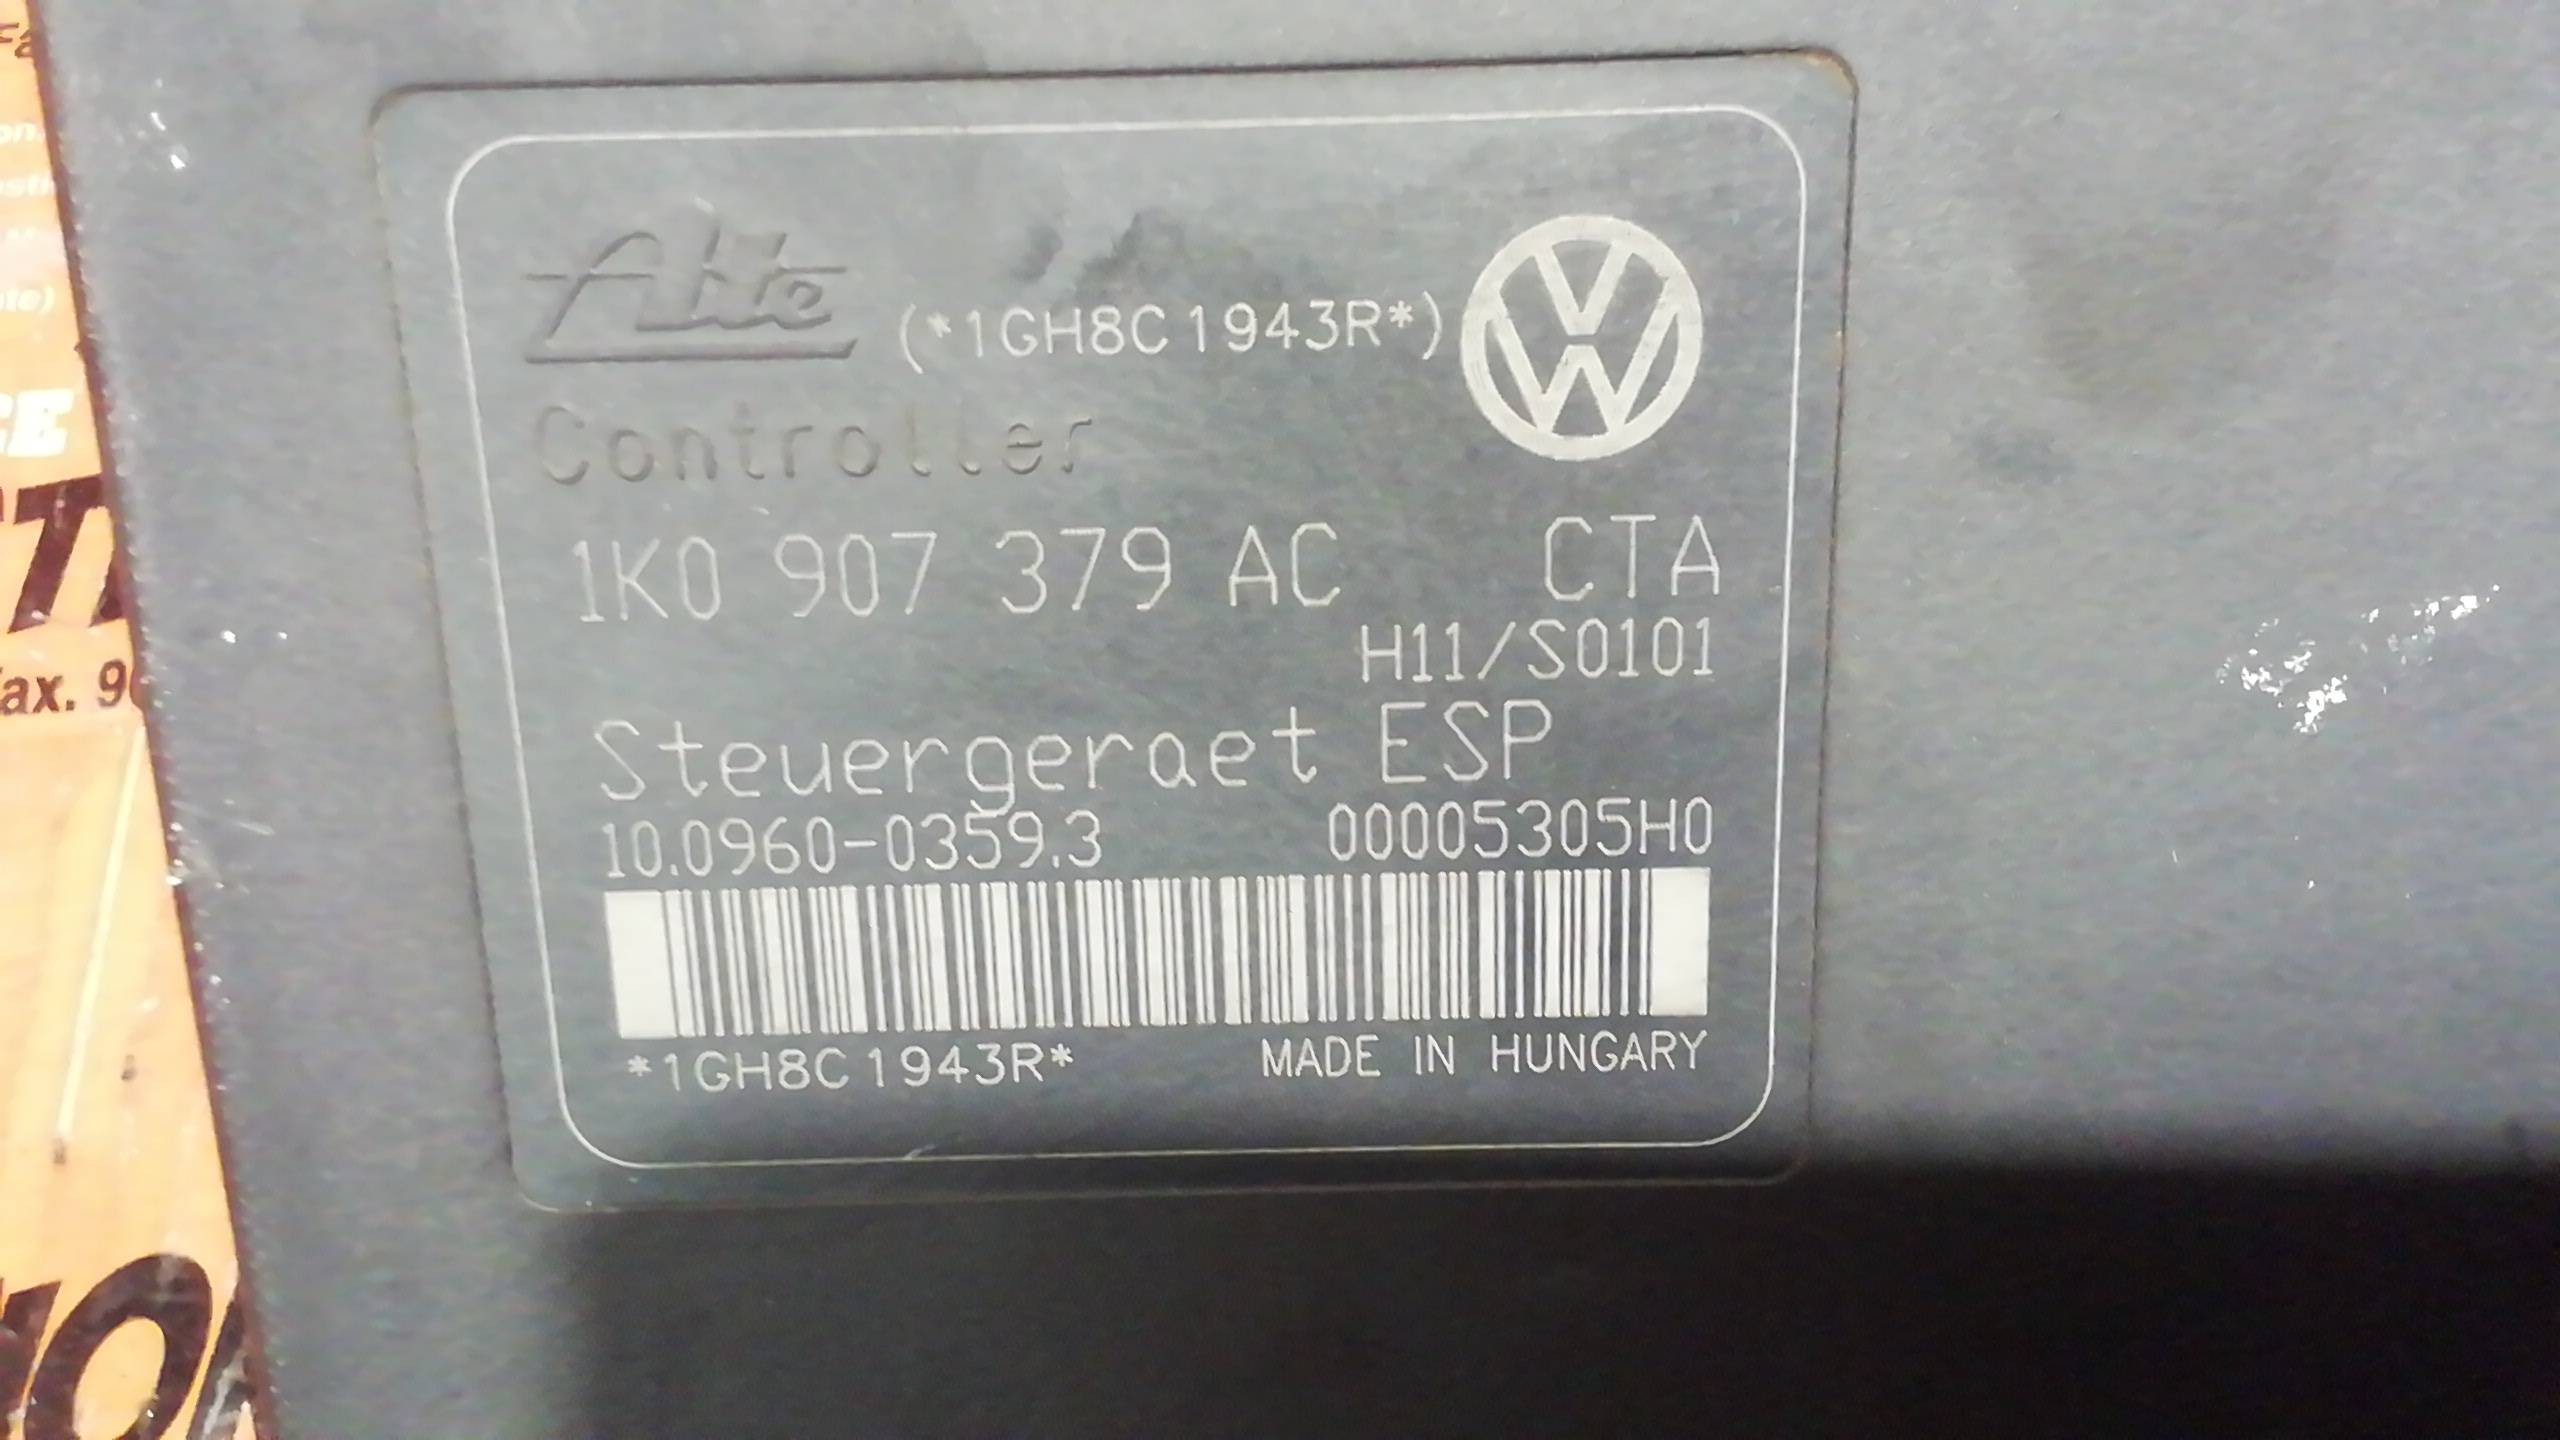 Ate (*1GH8C1943R*)
Controller
1K0 907 379 AC CTA
H11/S0101
Steuergeraet ESP
10.0960-0359.3 00005305H0
*1GH8C1943R* MADE IN HUNGARY
ax. 9